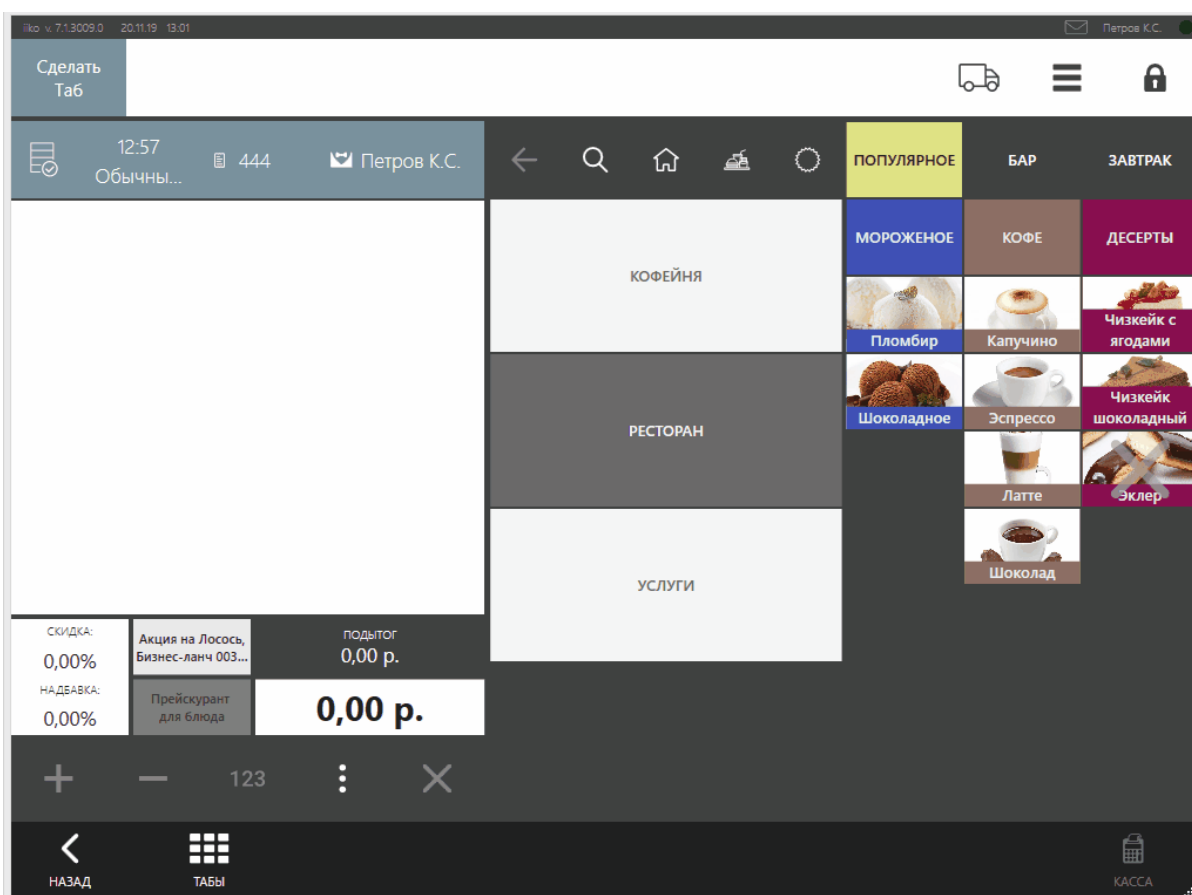 iiko v. 7.1.3009.0 20.11.19 13:01
Петров К.С.
Сделать
Таб
12:57
Обычны...
444
Петров К.С.
ПОПУЛЯРНОЕ
БАР
ЗАВТРАК
МОРОЖЕНОЕ
КОФЕ
ДЕСЕРТЫ
КОФЕЙНЯ
Пломбир
Капучино
Чизкейк с
ягодами
РЕСТОРАН
Шоколадное
Эспрессо
Чизкейк
шоколадный
Латте
Эклер
УСЛУГИ
Шоколад
СКИДКА:
0,00%
Акция на Лосось,
Бизнес-ланч 003...
ПОДЫТОГ
0,00 р.
НАДБАВКА:
0,00%
Прейскурант
для блюда
0,00 р.
123
НАЗАД
ТАБЫ
КАССА